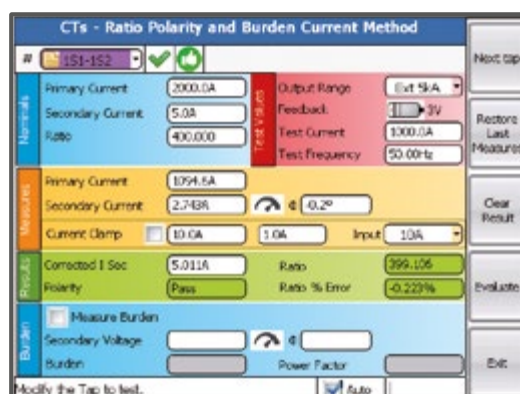 CTs - Ratio Polarity and Burden Current Method
# 1S1-1S2
Nominals
Primary Current 2000.0A
Secondary Current 5.0A
Ratio 400.000
Test Values
Output Range Ext 5kA
Feedback 3V
Test Current 1000.0A
Test Frequency 50.00Hz
Measures
Primary Current 1094.6A
Secondary Current 2.743A ¢ -0.2º
Current Clamp 10.0A 1.0A Input 10A
Results
Corrected I Sec 5.011A Ratio 399.106
Polarity Pass Ratio % Error -0.223%
Burden
Measure Burden
Secondary Voltage ¢
Burden Power Factor
Modify the Tap to test. Auto
Next tap
Restore Last Measures
Clear Result
Evaluate
Exit